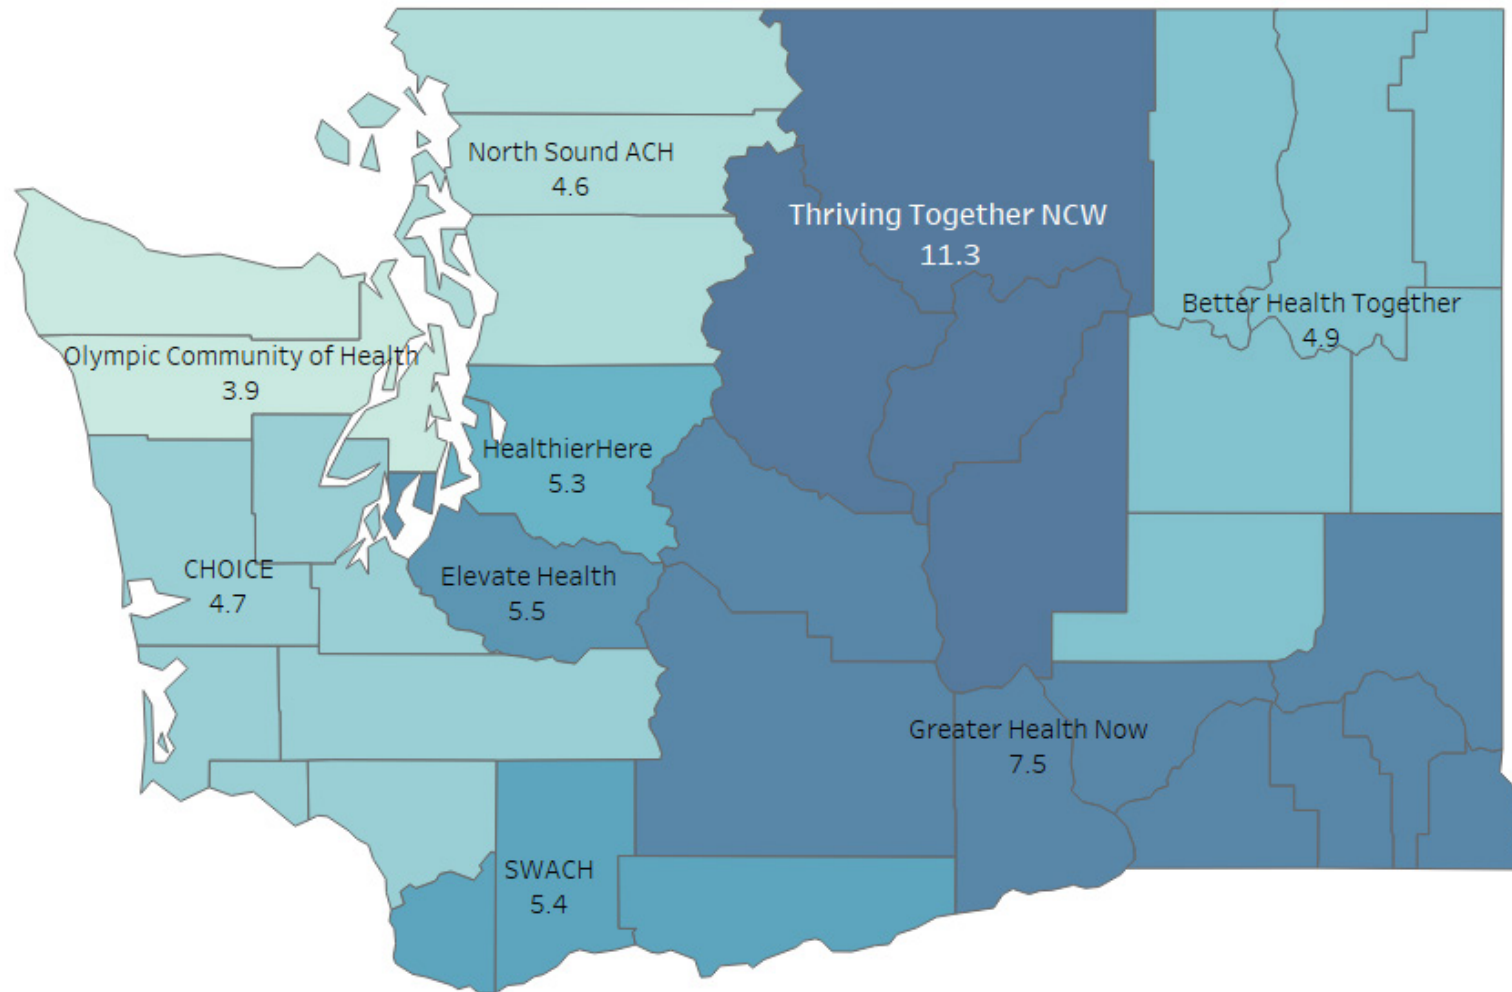 North Sound ACH
4.6
Thriving Together NCW
11.3
Better Health Together
4.9
Olympic Community of Health
3.9
HealthierHere
5.3
CHOICE
4.7
Elevate Health
5.5
Greater Health Now
7.5
SWACH
5.4